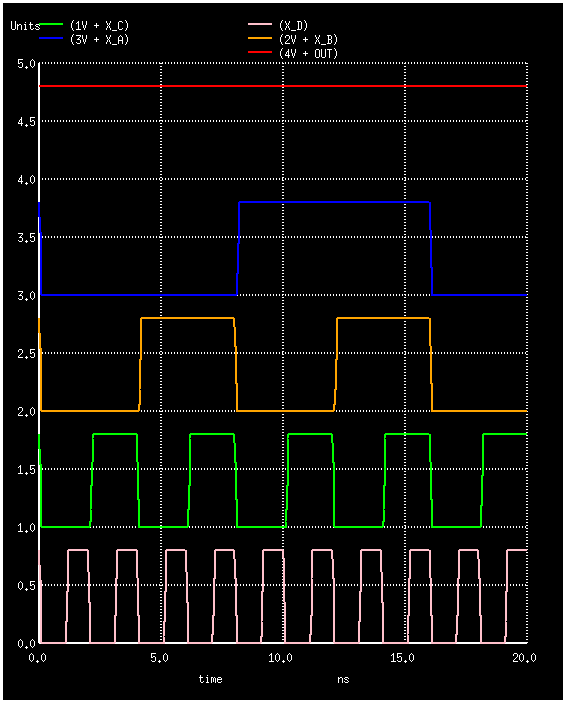 Units (1V + X_C) (X_D)
(3V + X_A) (2V + X_B)
(4V + OUT)
5.0
4.5
4.0
3.5
3.0
2.5
2.0
1.5
1.0
0.5
0.0
0.0 5.0 10.0 15.0 20.0
time ns